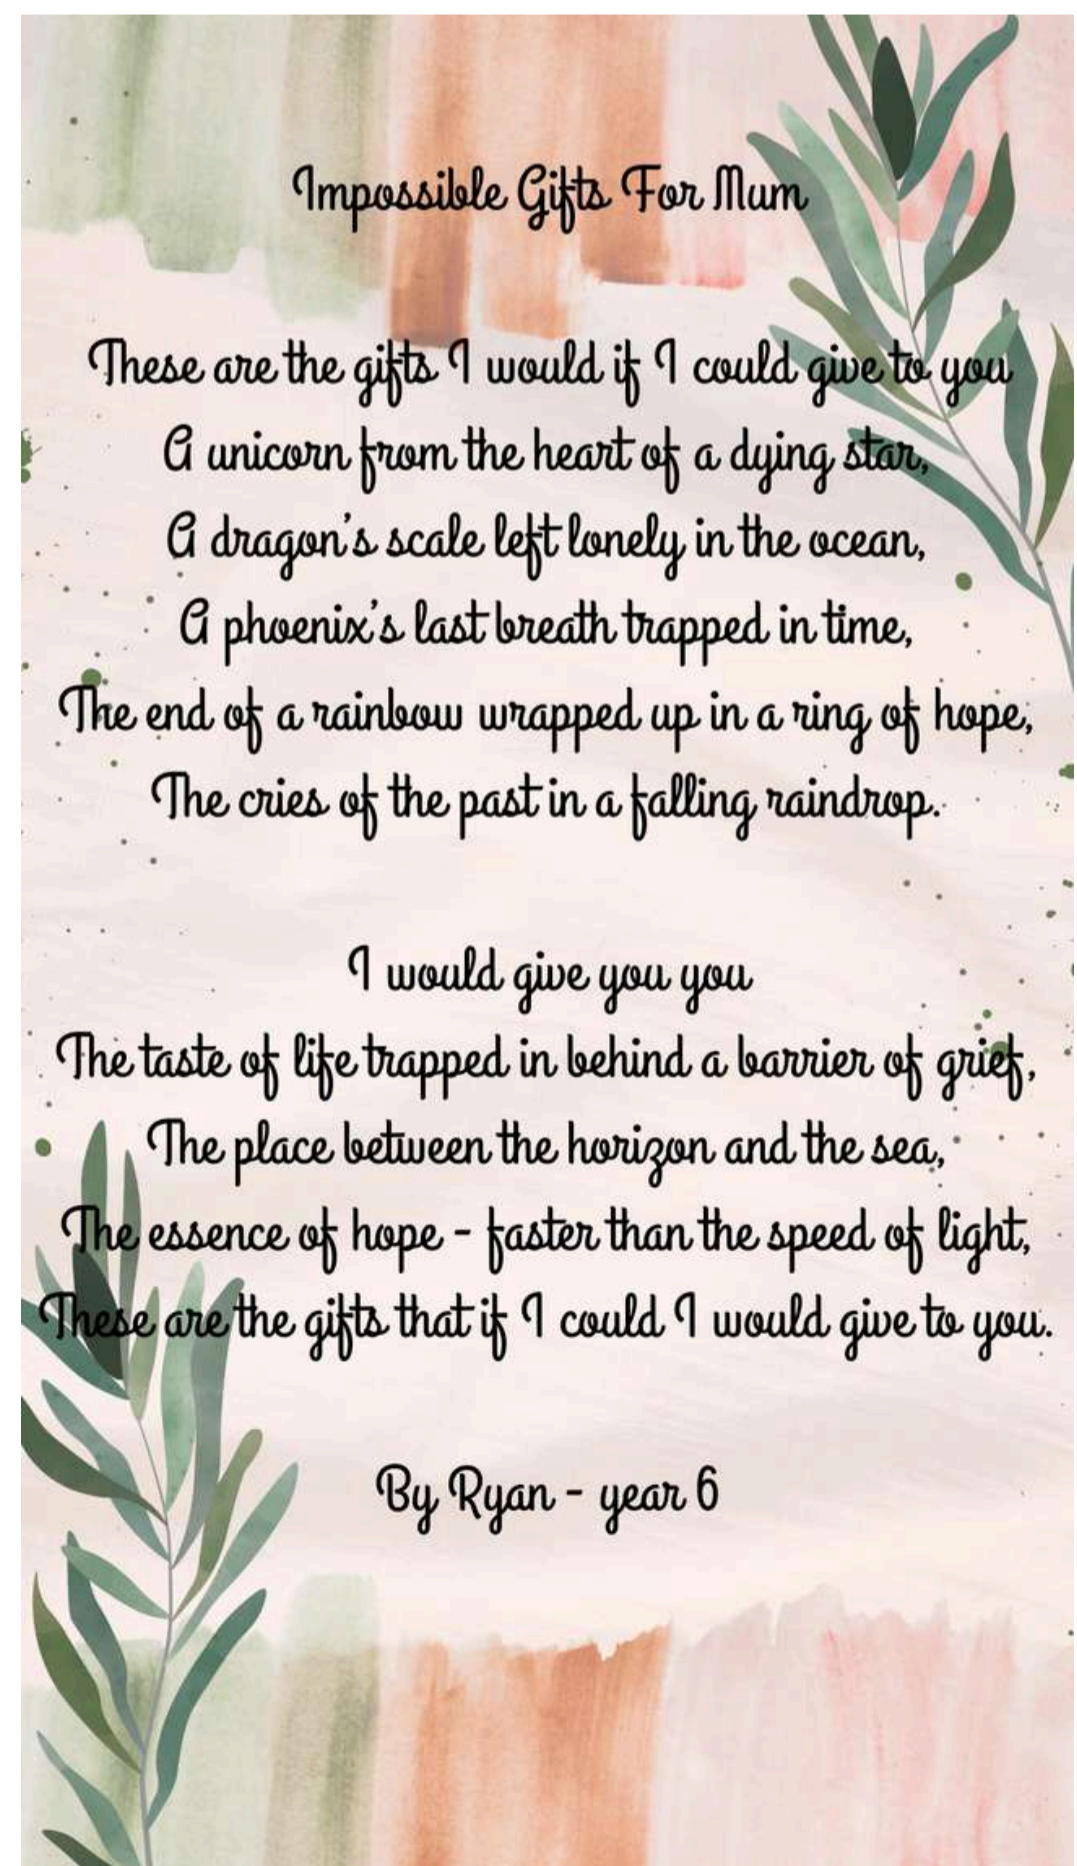 Impossible Gifts For Mum
These are the gifts I would if I could give to you
A unicorn from the heart of a dying star,
A dragon's scale left lonely in the ocean,
A phoenix's last breath trapped in time,
The end of a rainbow wrapped up in a ring of hope,
The cries of the past in a falling raindrop.
I would give you you
The taste of life trapped in behind a barrier of grief,
The place between the horizon and the sea,
The essence of hope - faster than the speed of light,
These are the gifts that if I could I would give to you.
By Ryan - year 6